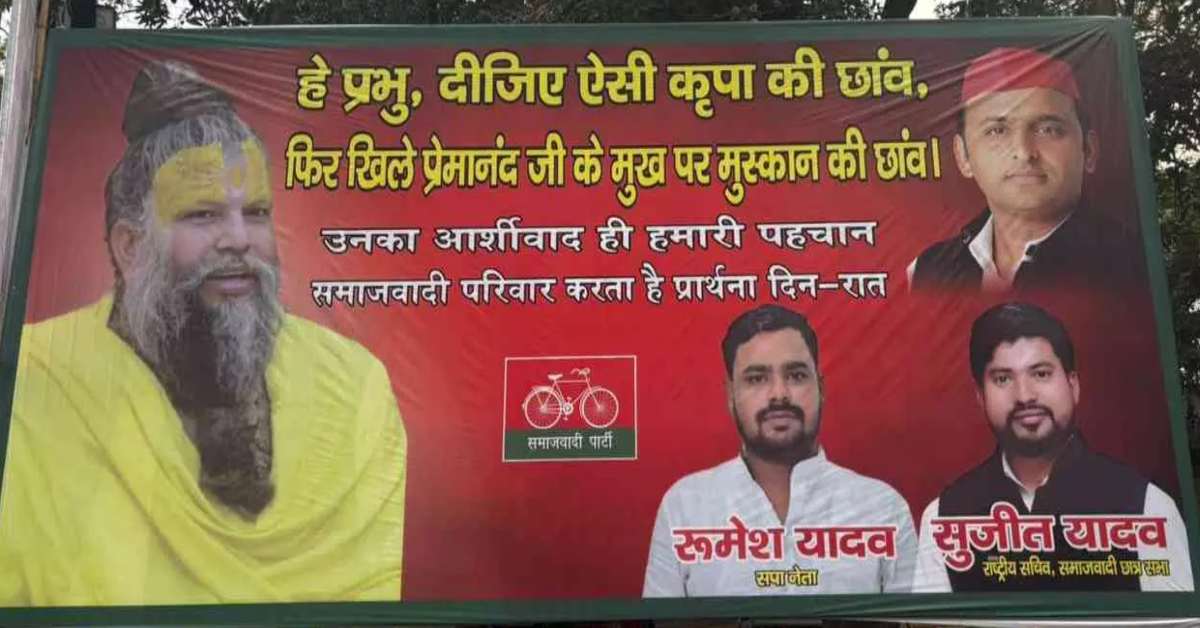 हे प्रभु, दीजिए ऐसी कृपा की छांव,
फिर खिले प्रेमानंद जी के मुख पर मुस्कान की छांव।
उनका आर्शीवाद ही हमारी पहचान
समाजवादी परिवार करता है प्रार्थना दिन-रात
समाजवादी पार्टी
रूमेश यादव
सपा नेता
सुजीत यादव
राष्ट्रीय सचिव, समाजवादी छात्र सभा